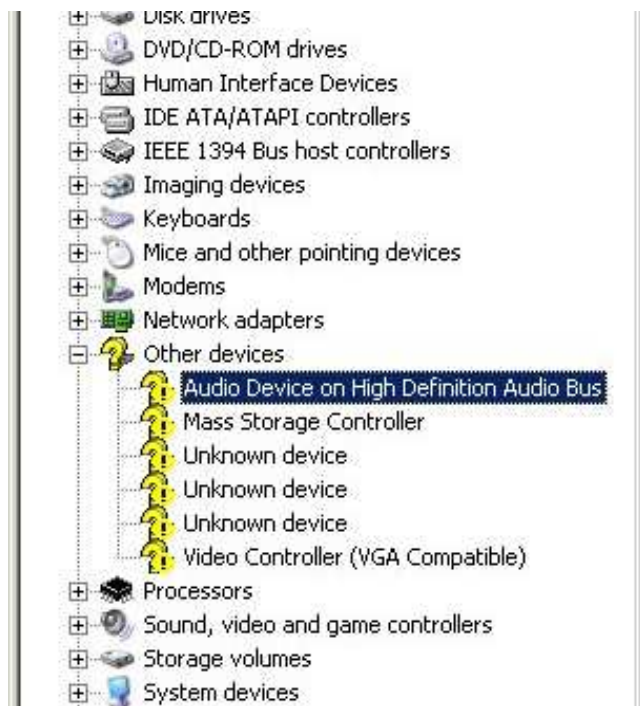 Disk drives
DVD/CD-ROM drives
Human Interface Devices
IDE ATA/ATAPI controllers
IEEE 1394 Bus host controllers
Imaging devices
Keyboards
Mice and other pointing devices
Modems
Network adapters
Other devices
Audio Device on High Definition Audio Bus
Mass Storage Controller
Unknown device
Unknown device
Unknown device
Video Controller (VGA Compatible)
Processors
Sound, video and game controllers
Storage volumes
System devices